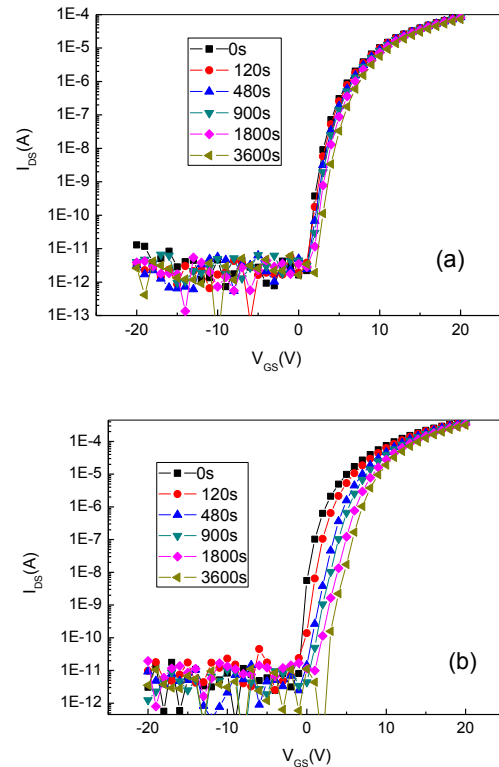 1E-4
1E-5
1E-6
1E-7
1E-8
1E-9
1E-10
1E-11
1E-12
1E-13
I_DS(A)
0s
120s
480s
900s
1800s
3600s
(a)
-20 -10 0 10 20
V_GS(V)
1E-4
1E-5
1E-6
1E-7
1E-8
1E-9
1E-10
1E-11
1E-12
I_DS(A)
0s
120s
480s
900s
1800s
3600s
(b)
-20 -10 0 10 20
V_GS(V)